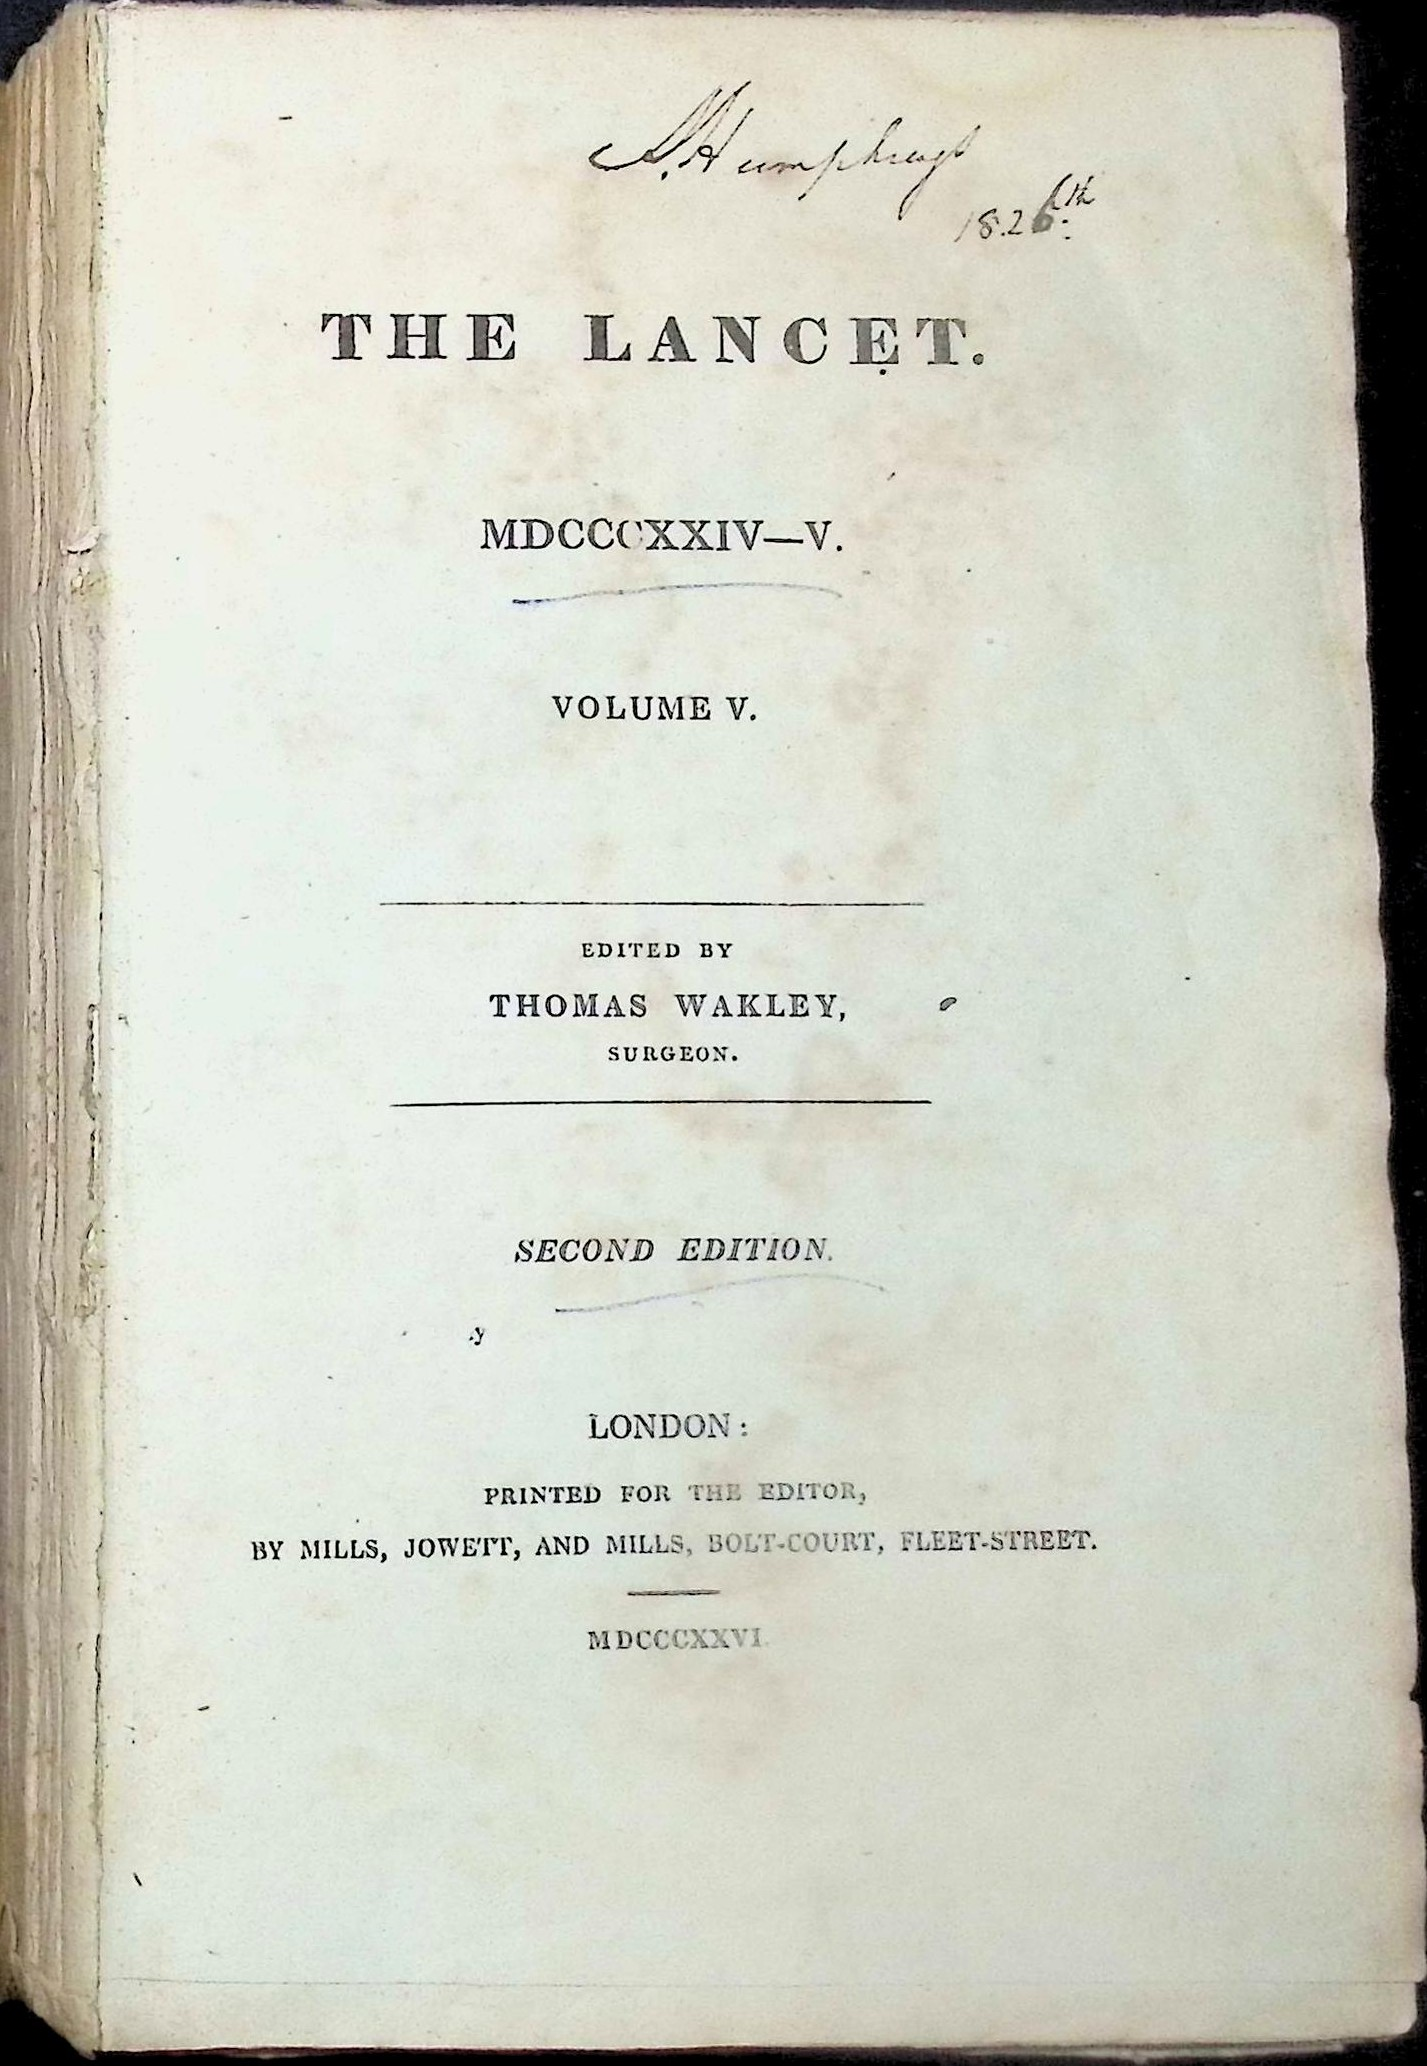 Humphreys
1826th
THE LANCET.
MDCCCXXIV—V.
VOLUME V.
EDITED BY
THOMAS WAKLEY,
SURGEON.
SECOND EDITION.
y
LONDON:
PRINTED FOR THE EDITOR,
BY MILLS, JOWETT, AND MILLS, BOLT-COURT, FLEET-STREET.
MDCCCXXVI.